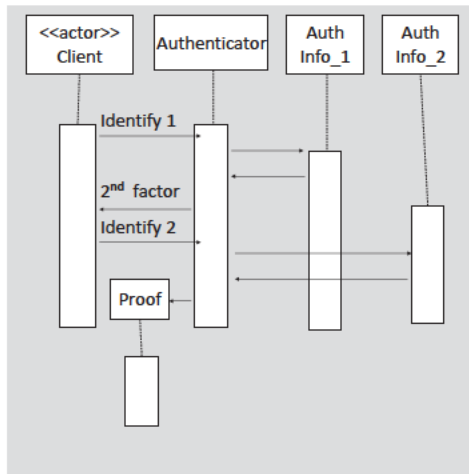 <<actor>>
Client
Authenticator
Auth
Info_1
Auth
Info_2
Identify 1
2nd factor
Identify 2
Proof